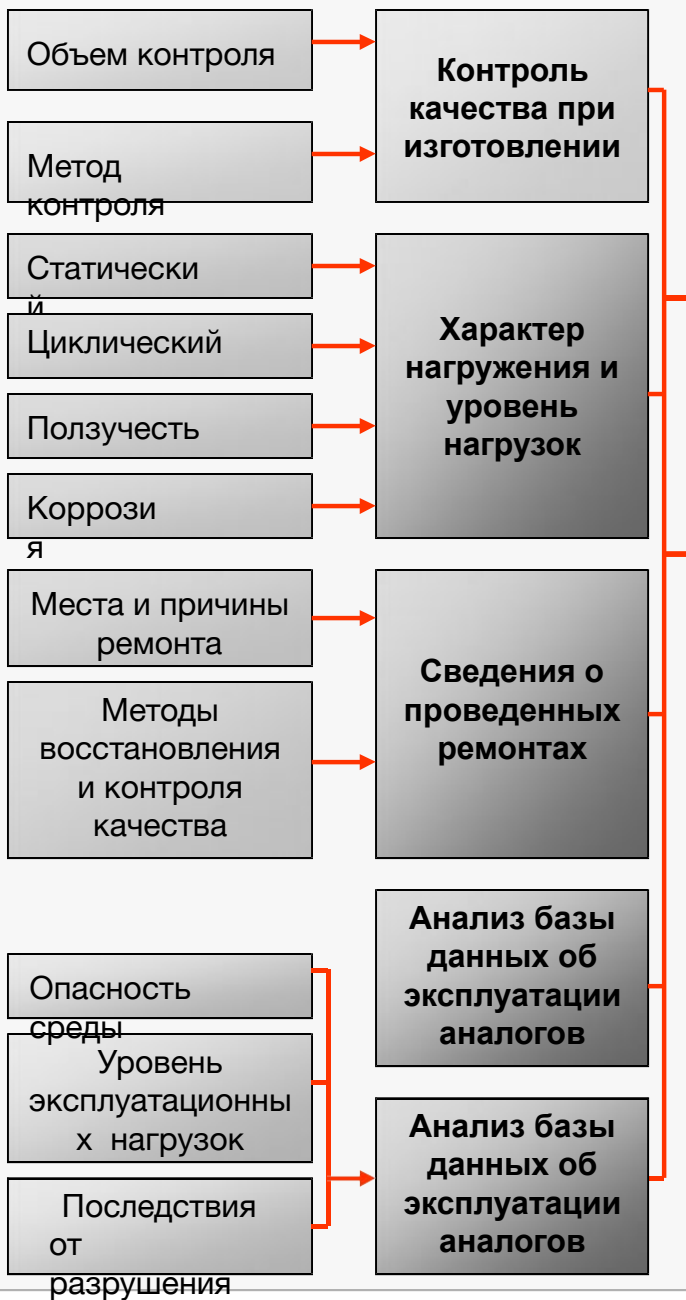 Объем контроля
Контроль
качества при
изготовлении
Метод
контроля
Статически
й
Циклический
Ползучесть
Коррози
я
Характер
нагружения и
уровень
нагрузок
Места и причины
ремонта
Методы
восстановления
и контроля
качества
Сведения о
проведенных
ремонтах
Анализ базы
данных об
эксплуатации
аналогов
Опасность
среды
Уровень
эксплуатационны
х нагрузок
Последствия
от
разрушения
Анализ базы
данных об
эксплуатации
аналогов